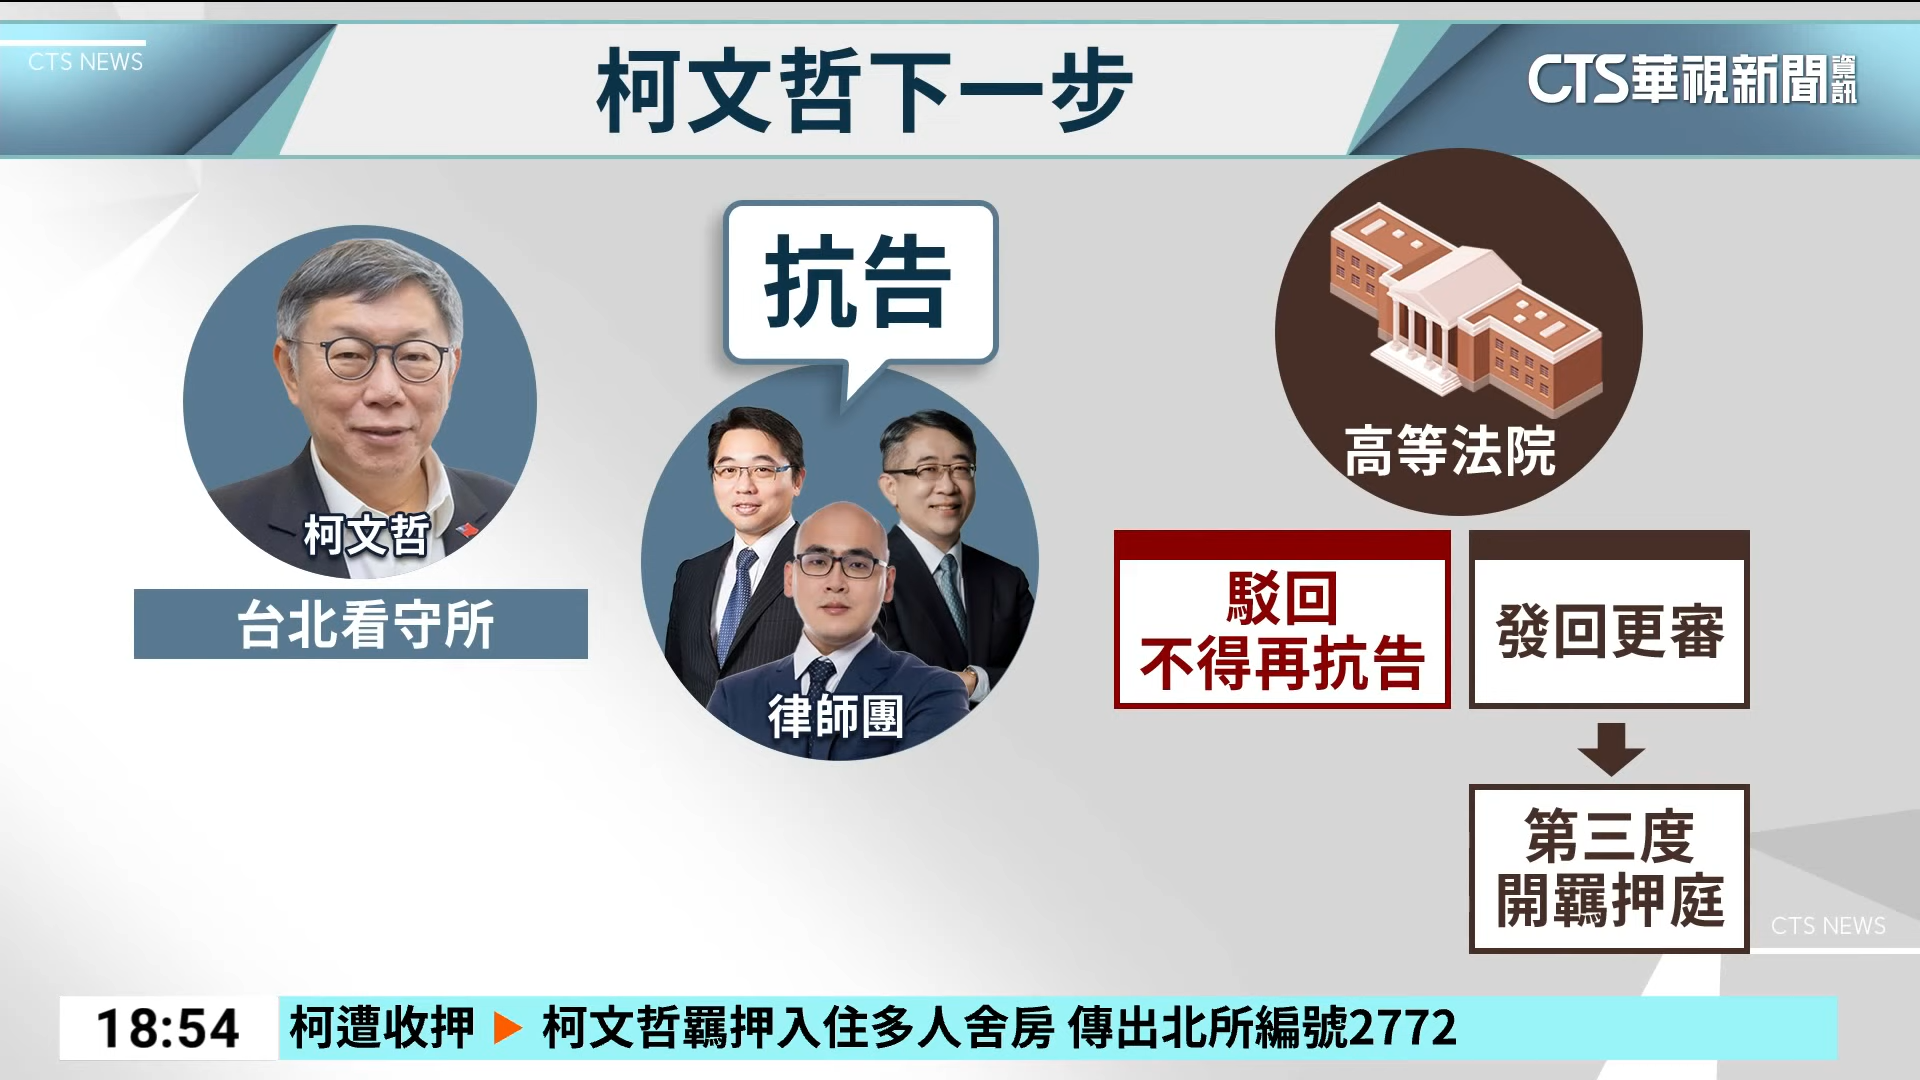 CTS NEWS
柯文哲下一步
CTS華視新聞資訊
抗告
柯文哲
台北看守所
律師團
高等法院
駁回
不得再抗告
發回更審
第三度
開羈押庭
CTS NEWS
18:54
柯遭收押
柯文哲羈押入住多人舍房 傳出北所編號2772